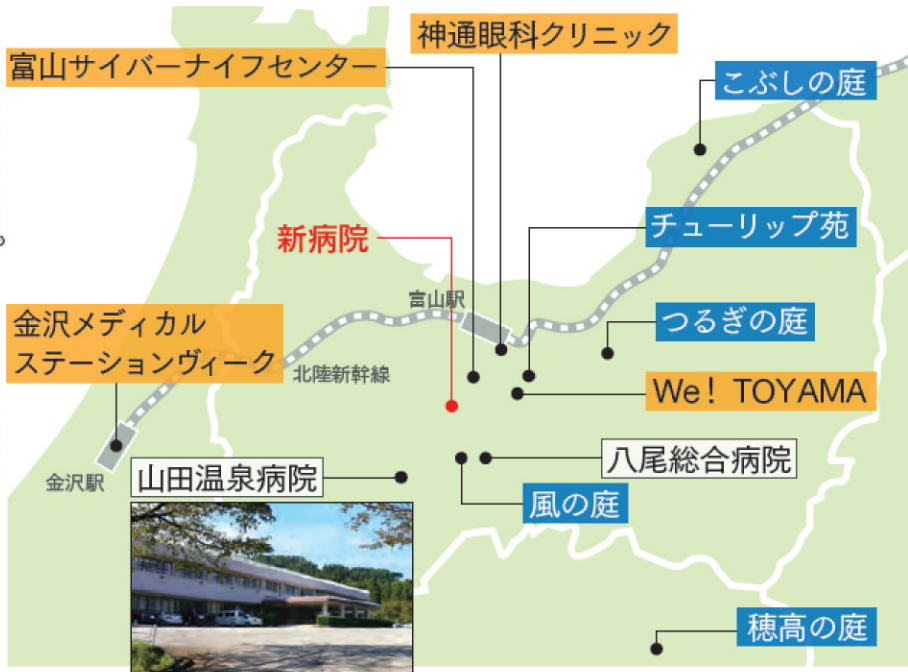 神通眼科クリニック
富山サイバーナイフセンター
こぶしの庭
チューリップ苑
新病院
富山駅
金沢メディカル
ステーションヴィーク
つるぎの庭
北陸新幹線
We! TOYAMA
八尾総合病院
金沢駅
山田温泉病院
風の庭
穂高の庭